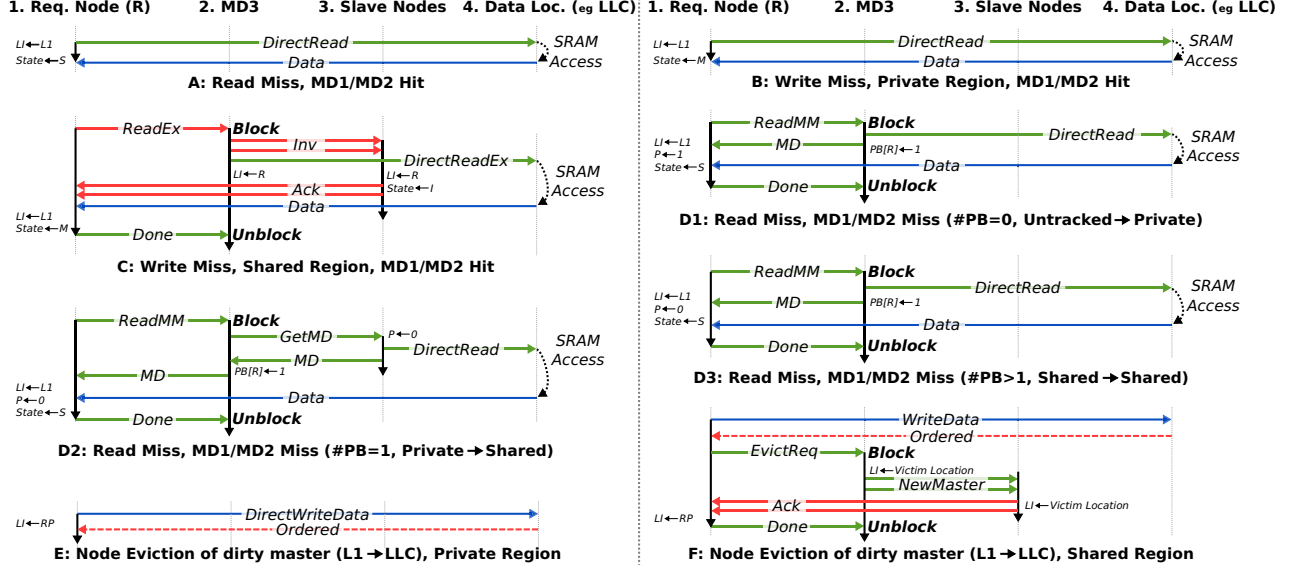 1. Req. Node (R) 2. MD3 3. Slave Nodes 4. Data Loc. (eg LLC)
LI←L1
State←S
DirectRead
Data
SRAM
Access
A: Read Miss, MD1/MD2 Hit
ReadEx
Block
Inv
DirectReadEx
LI←R
LI←R
State←I
Ack
Data
SRAM
Access
LI←L1
State←M
Done
Unblock
C: Write Miss, Shared Region, MD1/MD2 Hit
ReadMM
Block
GetMD
P←0
DirectRead
MD
PB[R]←1
MD
SRAM
Access
LI←L1
P←0
State←S
Data
Done
Unblock
D2: Read Miss, MD1/MD2 Miss (#PB=1, Private→Shared)
LI←RP
DirectWriteData
Ordered
E: Node Eviction of dirty master (L1→LLC), Private Region
1. Req. Node (R) 2. MD3 3. Slave Nodes 4. Data Loc. (eg LLC)
LI←L1
State←M
DirectRead
Data
SRAM
Access
B: Write Miss, Private Region, MD1/MD2 Hit
ReadMM
Block
DirectRead
MD
PB[R]←1
LI←L1
P←1
State←S
Data
SRAM
Access
Done
Unblock
D1: Read Miss, MD1/MD2 Miss (#PB=0, Untracked→Private)
ReadMM
Block
DirectRead
MD
PB[R]←1
LI←L1
P←0
State←S
Data
SRAM
Access
Done
Unblock
D3: Read Miss, MD1/MD2 Miss (#PB>1, Shared→Shared)
WriteData
Ordered
EvictReq
Block
LI←Victim Location
NewMaster
Ack
LI←Victim Location
LI←RP
Done
Unblock
F: Node Eviction of dirty master (L1→LLC), Shared Region